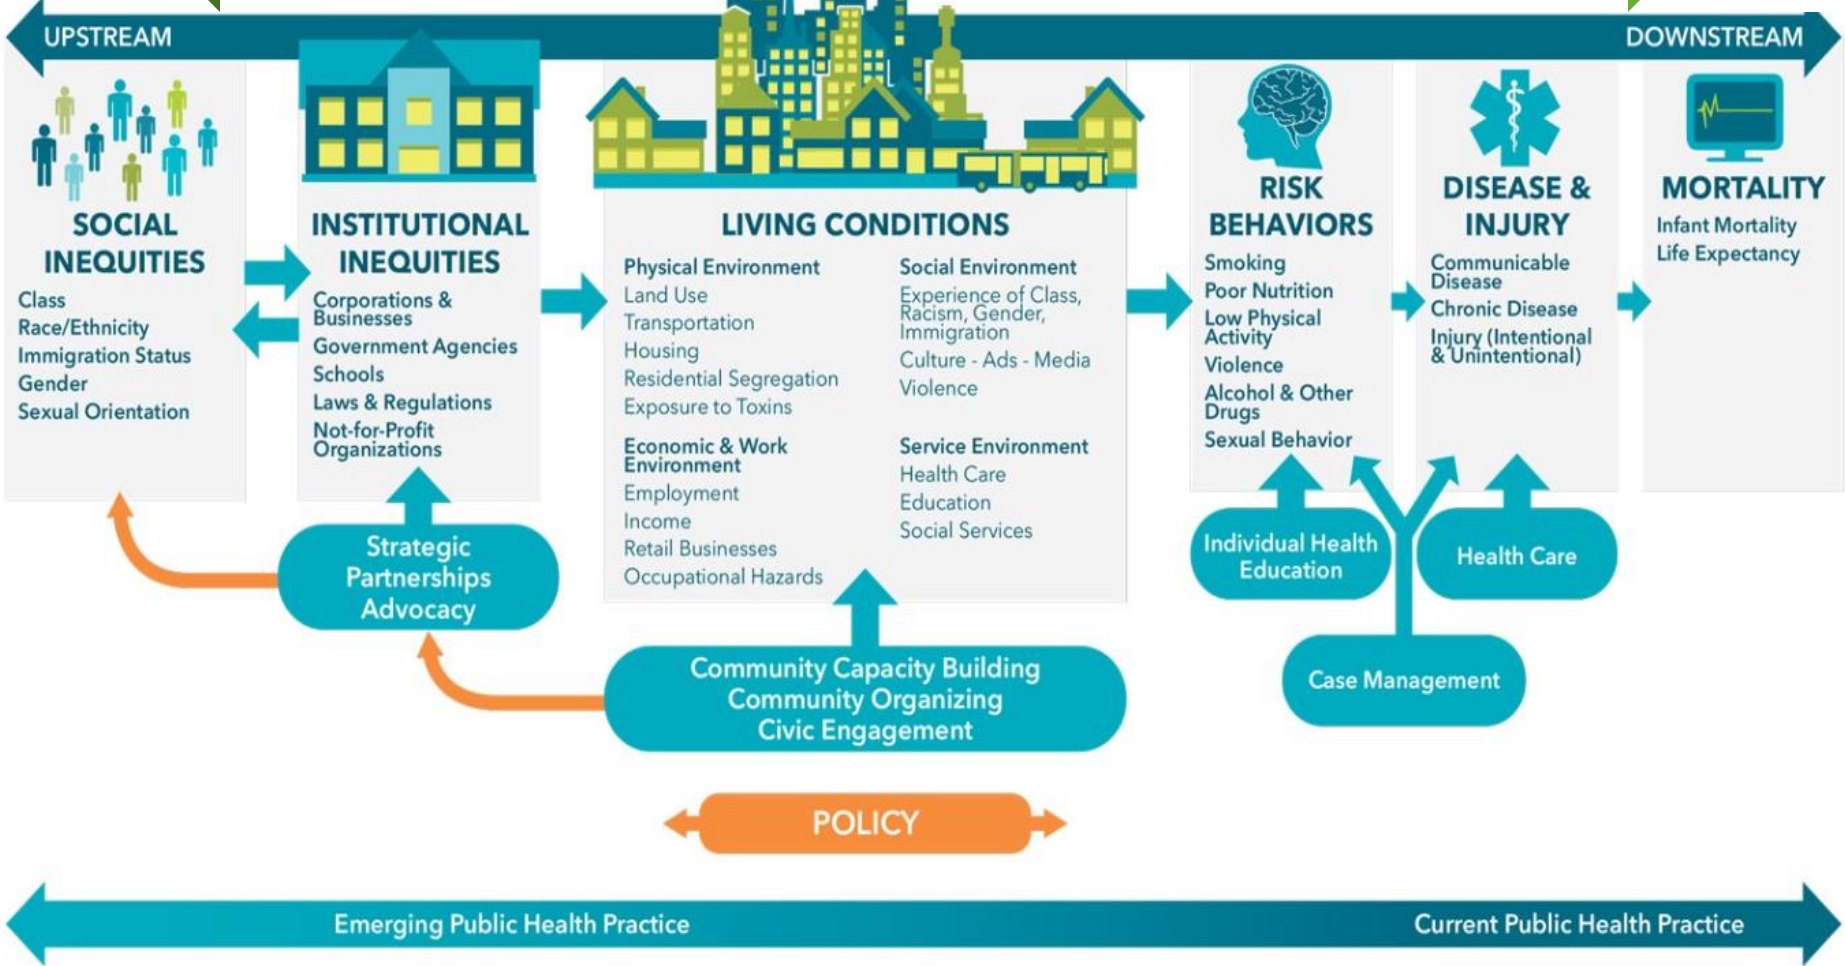 UPSTREAM
DOWNSTREAM
SOCIAL
INEQUITIES
Class
Race/Ethnicity
Immigration Status
Gender
Sexual Orientation
INSTITUTIONAL
INEQUITIES
Corporations &
Businesses
Government Agencies
Schools
Laws & Regulations
Not-for-Profit
Organizations
LIVING CONDITIONS
Physical Environment
Land Use
Transportation
Housing
Residential Segregation
Exposure to Toxins
Economic & Work
Environment
Employment
Income
Retail Businesses
Occupational Hazards
Social Environment
Experience of Class,
Racism, Gender,
Immigration
Culture - Ads - Media
Violence
Service Environment
Health Care
Education
Social Services
RISK
BEHAVIORS
Smoking
Poor Nutrition
Low Physical
Activity
Violence
Alcohol & Other
Drugs
Sexual Behavior
DISEASE &
INJURY
Communicable
Disease
Chronic Disease
Injury (Intentional
& Unintentional)
MORTALITY
Infant Mortality
Life Expectancy
Strategic
Partnerships
Advocacy
Community Capacity Building
Community Organizing
Civic Engagement
Individual Health
Education
Health Care
Case Management
POLICY
Emerging Public Health Practice
Current Public Health Practice